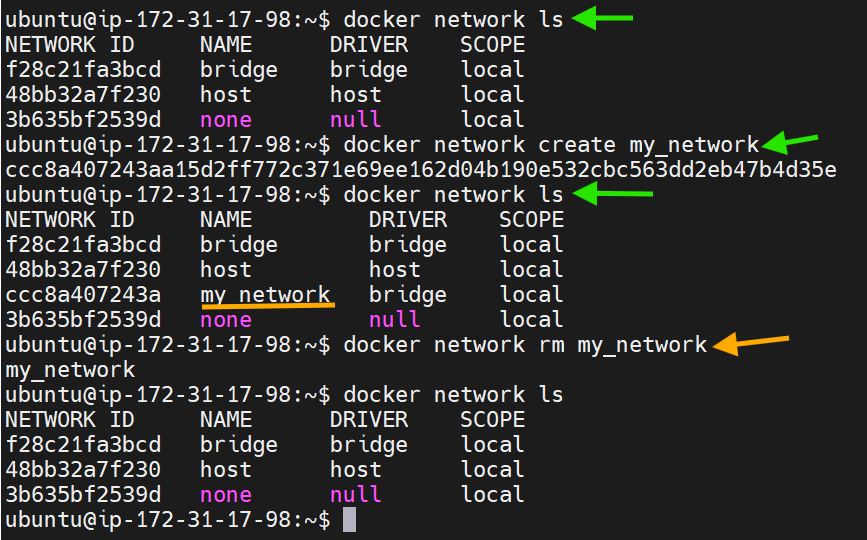 ubuntu@ip-172-31-17-98:~$ docker network ls
NETWORK ID   NAME      DRIVER    SCOPE
f28c21fa3bcd   bridge    bridge    local
48bb32a7f230   host      host      local
3b635bf2539d   none      null      local
ubuntu@ip-172-31-17-98:~$ docker network create my_network
ccc8a407243aa15d2ff772c371e69ee162d04b190e532cbc563dd2eb47b4d35e
ubuntu@ip-172-31-17-98:~$ docker network ls
NETWORK ID   NAME         DRIVER    SCOPE
f28c21fa3bcd   bridge       bridge    local
48bb32a7f230   host         host      local
ccc8a407243a   my_network   bridge    local
3b635bf2539d   none         null      local
ubuntu@ip-172-31-17-98:~$ docker network rm my_network
my_network
ubuntu@ip-172-31-17-98:~$ docker network ls
NETWORK ID   NAME      DRIVER    SCOPE
f28c21fa3bcd   bridge    bridge    local
48bb32a7f230   host      host      local
3b635bf2539d   none      null      local
ubuntu@ip-172-31-17-98:~$